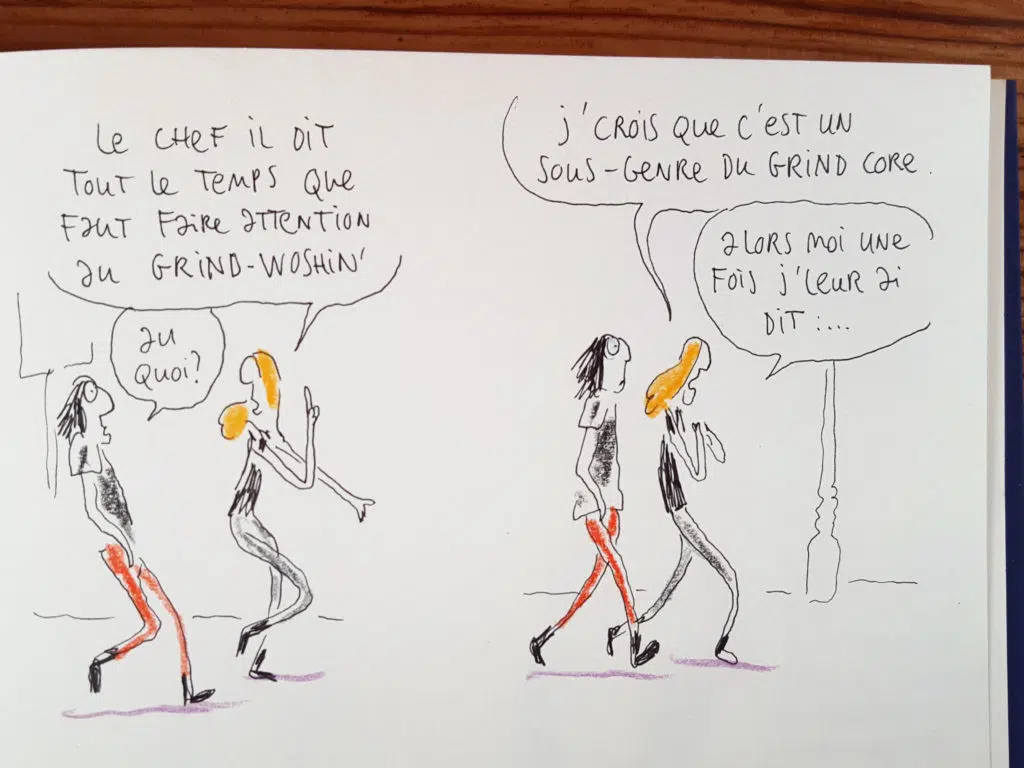 Le CHeF iL DiT
TOUT Le TeMPS QUe
FaUT FaiRe aTTeNTiON
aU GRiND-WOSHiN'
aU
QUOi?
J'CROiS QUe C'eST UN
SOUS-GeNRe DU GRiND CORe.
aLORS MOi UNe
FOiS J'LeUR ai
DiT :...